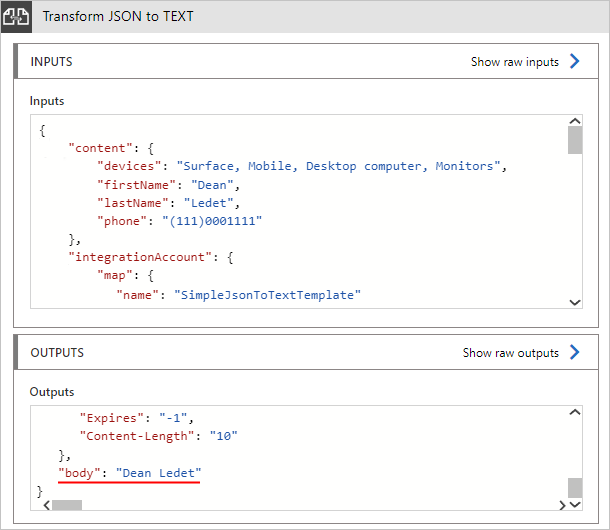 Transform JSON to TEXT
INPUTS
Show raw inputs
Inputs
{
"content": {
"devices": "Surface, Mobile, Desktop computer, Monitors",
"firstName": "Dean",
"lastName": "Ledet",
"phone": "(111)0001111"
},
"integrationAccount": {
"map": {
"name": "SimpleJsonToTextTemplate"
OUTPUTS
Show raw outputs
Outputs
"Expires": "-1",
"Content-Length": "10"
},
"body": "Dean Ledet"
}